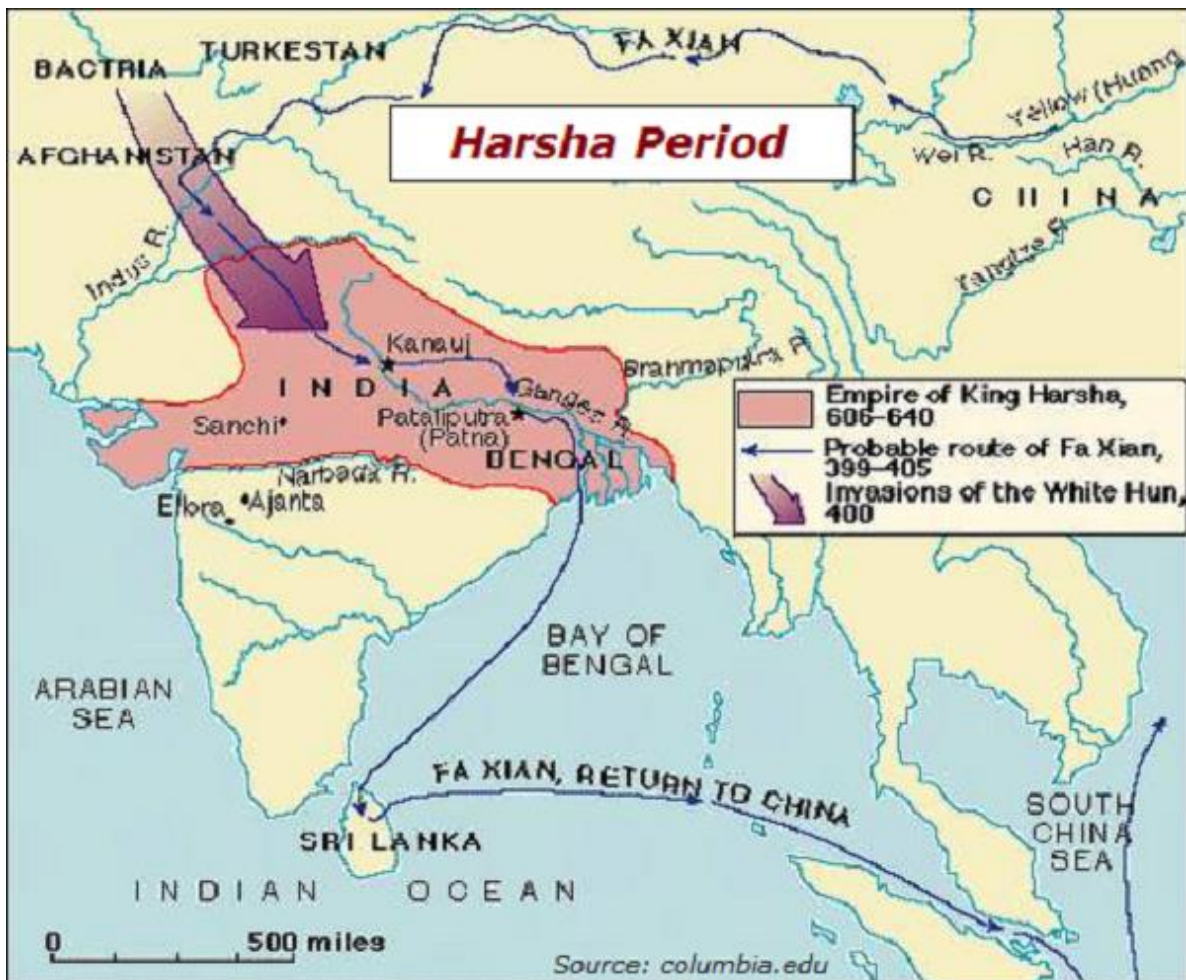 FA XIAN
TURKESTAN
BACTRIA
Yellow (Huang
Harsha Period
AFGHANISTAN
Wei R.
Han R.
CHINA
Indus R.
Yangtze R.
Kanauj
Brahmaputra R.
INDIA
Ganges R.
Sanchi
Pataliputra
(Patna)
BENGAL
Narbada R.
Ajanta
Ellora
Empire of King Harsha,
606–640
Probable route of Fa Xian,
399–405
Invasions of the White Hun,
400
BAY OF
BENGAL
ARABIAN
SEA
FA XIAN, RETURN TO CHINA
SOUTH
CHINA
SEA
SRI LANKA
INDIAN OCEAN
0 500 miles
Source: columbia.edu